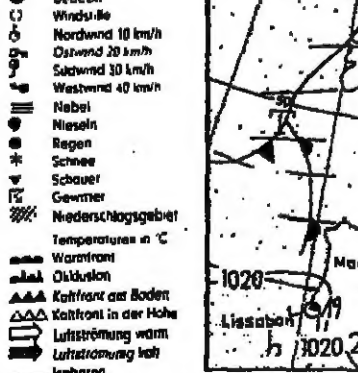 Windstille
Nordwind 10 km/h
Ostwind 20 km/h
Südwind 30 km/h
Westwind 40 km/h
Nebel
Nieseln
Regen
Schnee
Schauer
Gewitter
Niederschlagsgebiet
Temperaturen in °C
Warmfront
Okklusion
Kaltfront am Boden
Kaltfront in der Höhe
Luftströmung warm
Luftströmung kalt
Isobaren
1020
19
Lissabon
1020